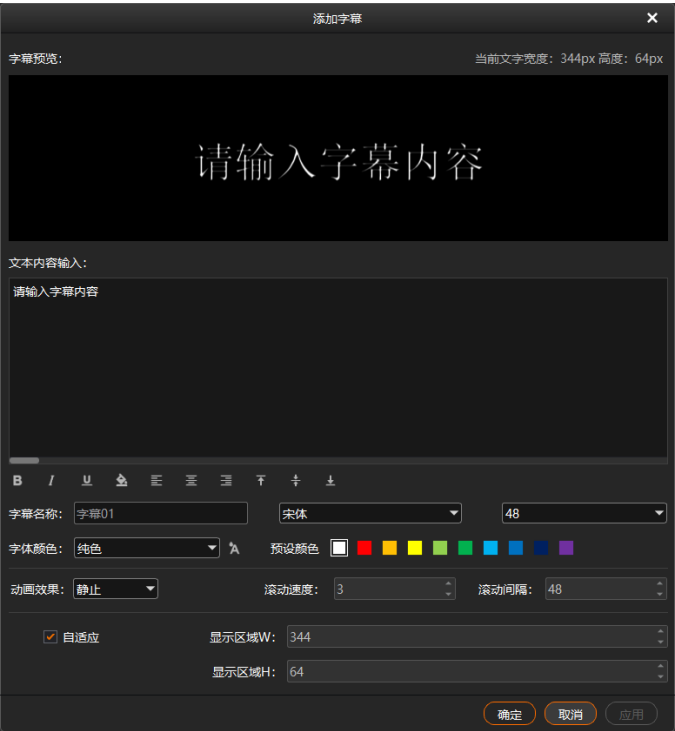 添加字幕
字幕预览: 当前文字宽度: 344px 高度: 64px
请输入字幕内容
文本内容输入:
请输入字幕内容
B I U
字幕名称: 字幕01 宋体 48
字体颜色: 纯色 A 预设颜色
动画效果: 静止 滚动速度: 3 滚动间隔: 48
自适应 显示区域W: 344
显示区域H: 64
确定 取消 应用